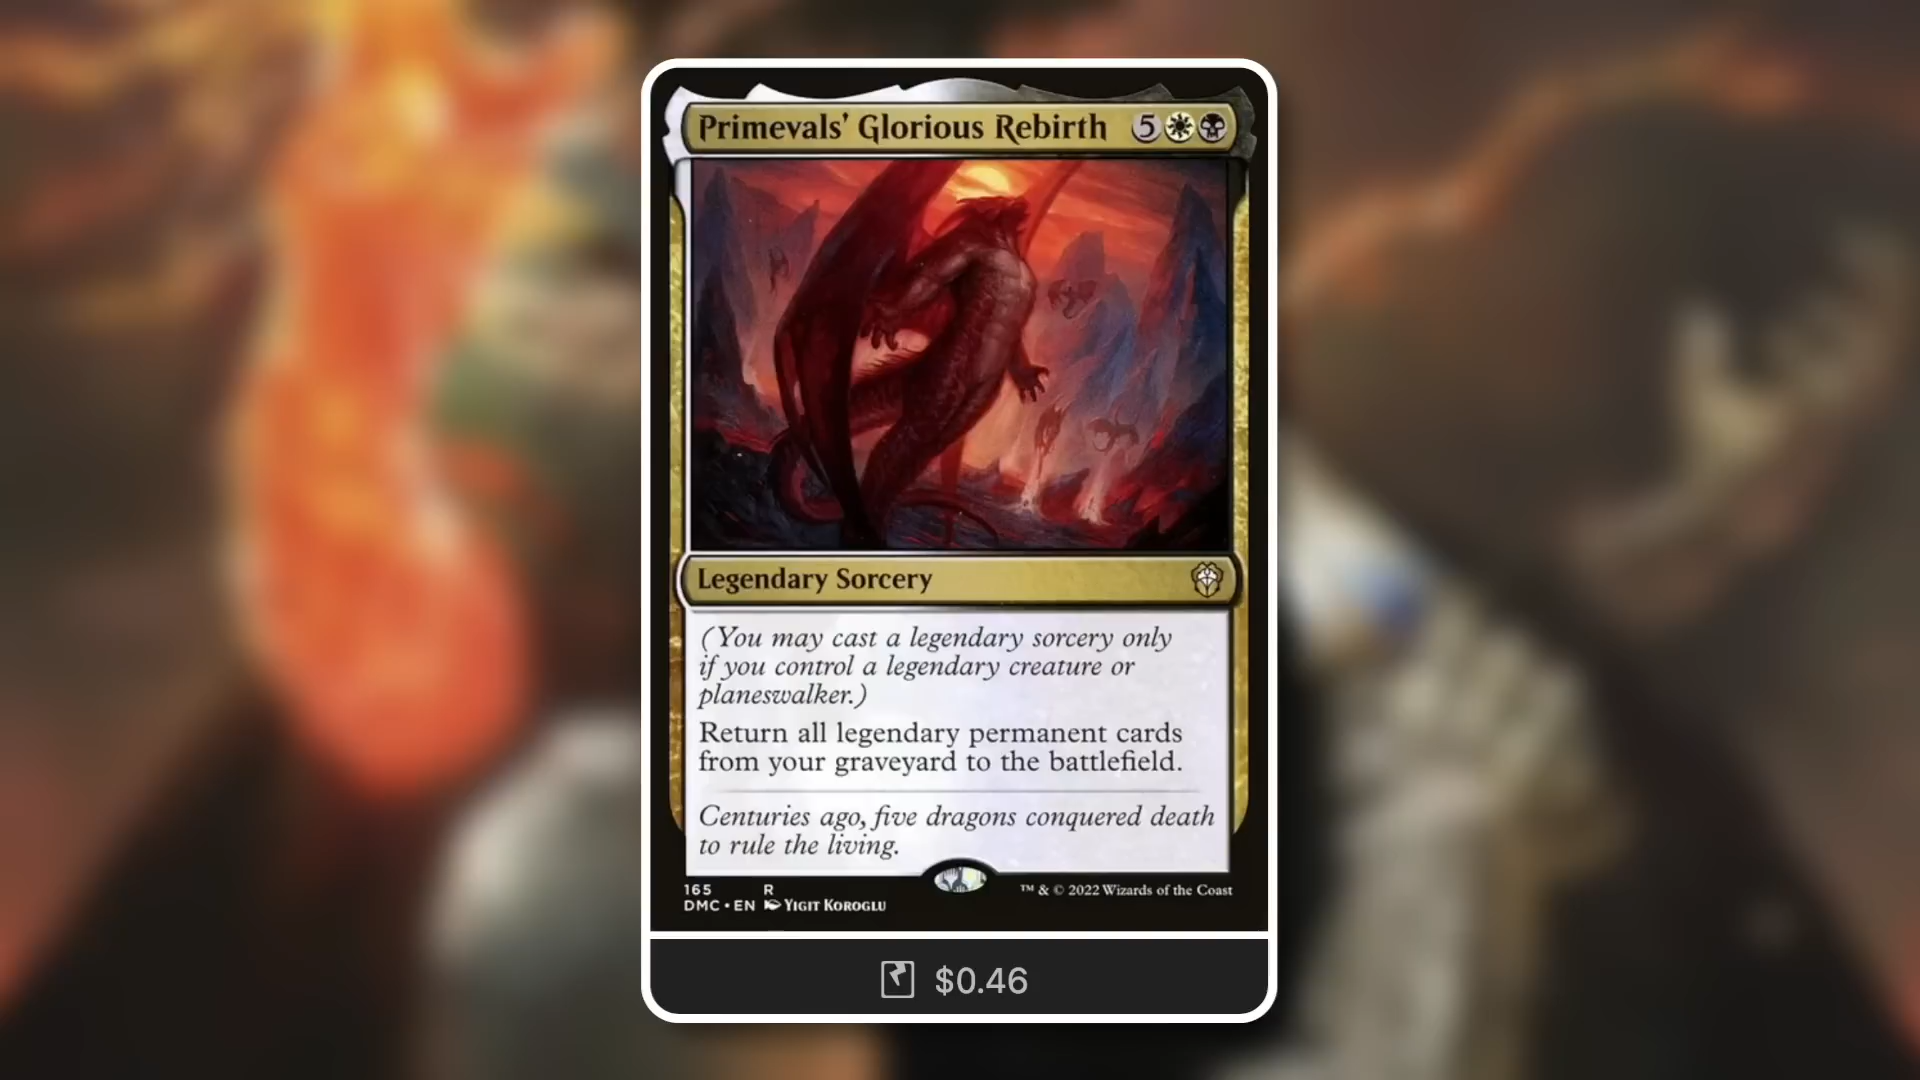 Primevals' Glorious Rebirth 5
Legendary Sorcery
(You may cast a legendary sorcery only
if you control a legendary creature or
planeswalker.)
Return all legendary permanent cards
from your graveyard to the battlefield.
Centuries ago, five dragons conquered death
to rule the living.
165 R
DMC • EN YIGIT KOROGLU
™ & © 2022 Wizards of the Coast
$0.46